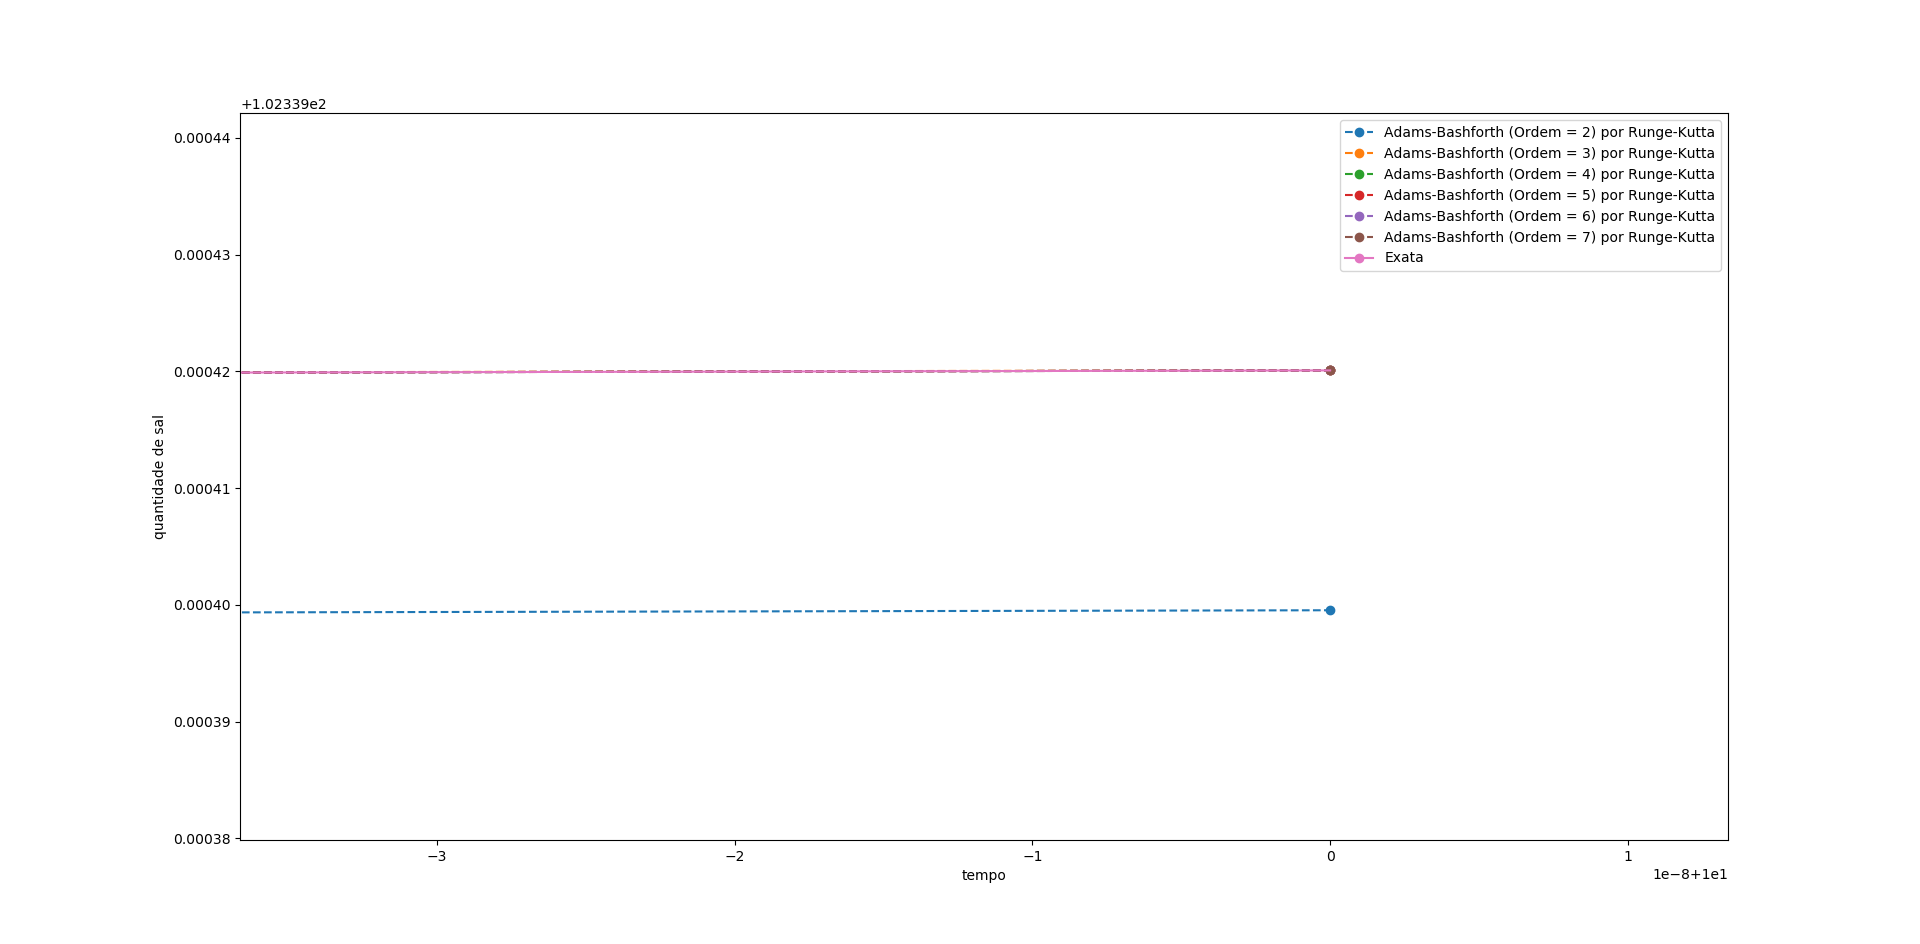 +1.02339e2
0.00044
0.00043
0.00042
0.00041
0.00040
0.00039
0.00038
quantidade de sal
Adams-Bashforth (Ordem = 2) por Runge-Kutta
Adams-Bashforth (Ordem = 3) por Runge-Kutta
Adams-Bashforth (Ordem = 4) por Runge-Kutta
Adams-Bashforth (Ordem = 5) por Runge-Kutta
Adams-Bashforth (Ordem = 6) por Runge-Kutta
Adams-Bashforth (Ordem = 7) por Runge-Kutta
Exata
−3 −2 −1 0 1
tempo
1e−8+1e1